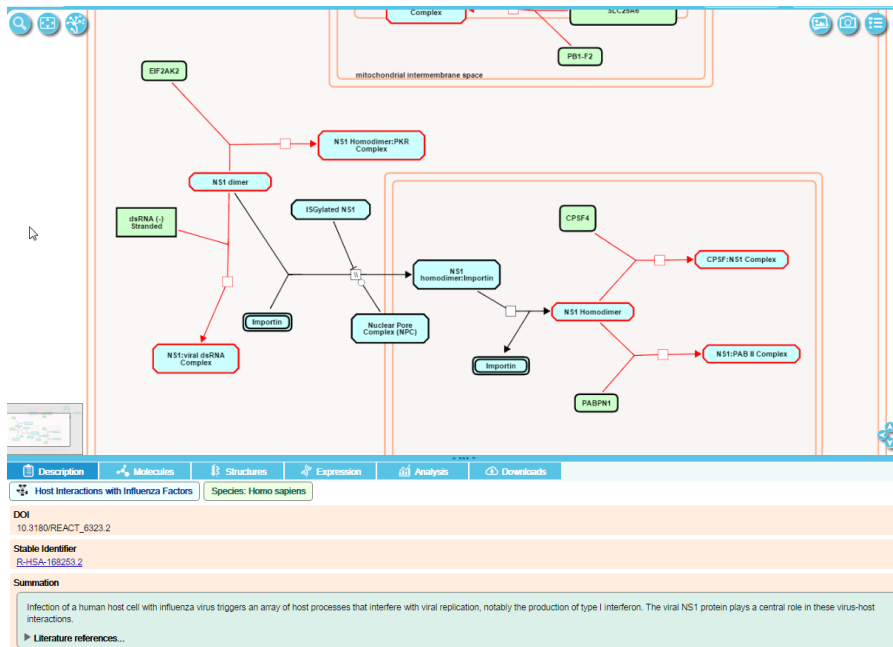 Complex
SLC25A6
PB1-F2
mitochondrial intermembrane space
EIF2AK2
NS1 Homodimer:PKR
Complex
NS1 dimer
ISGylated NS1
dsRNA (-)
Stranded
CPSF4
CPSF:NS1 Complex
NS1
homodimer:Importin
Importin
Nuclear Pore
Complex (NPC)
NS1 Homodimer
NS1:viral dsRNA
Complex
Importin
NS1:PAB II Complex
PABPN1
Description
Molecules
Structures
Expression
Analysis
Downloads
Host Interactions with Influenza Factors
Species: Homo sapiens
DOI
10.3180/REACT_6323.2
Stable Identifier
R-HSA-168253.2
Summation
Infection of a human host cell with influenza virus triggers an array of host processes that interfere with viral replication, notably the production of type I interferon. The viral NS1 protein plays a central role in these virus-host
interactions.
Literature references...